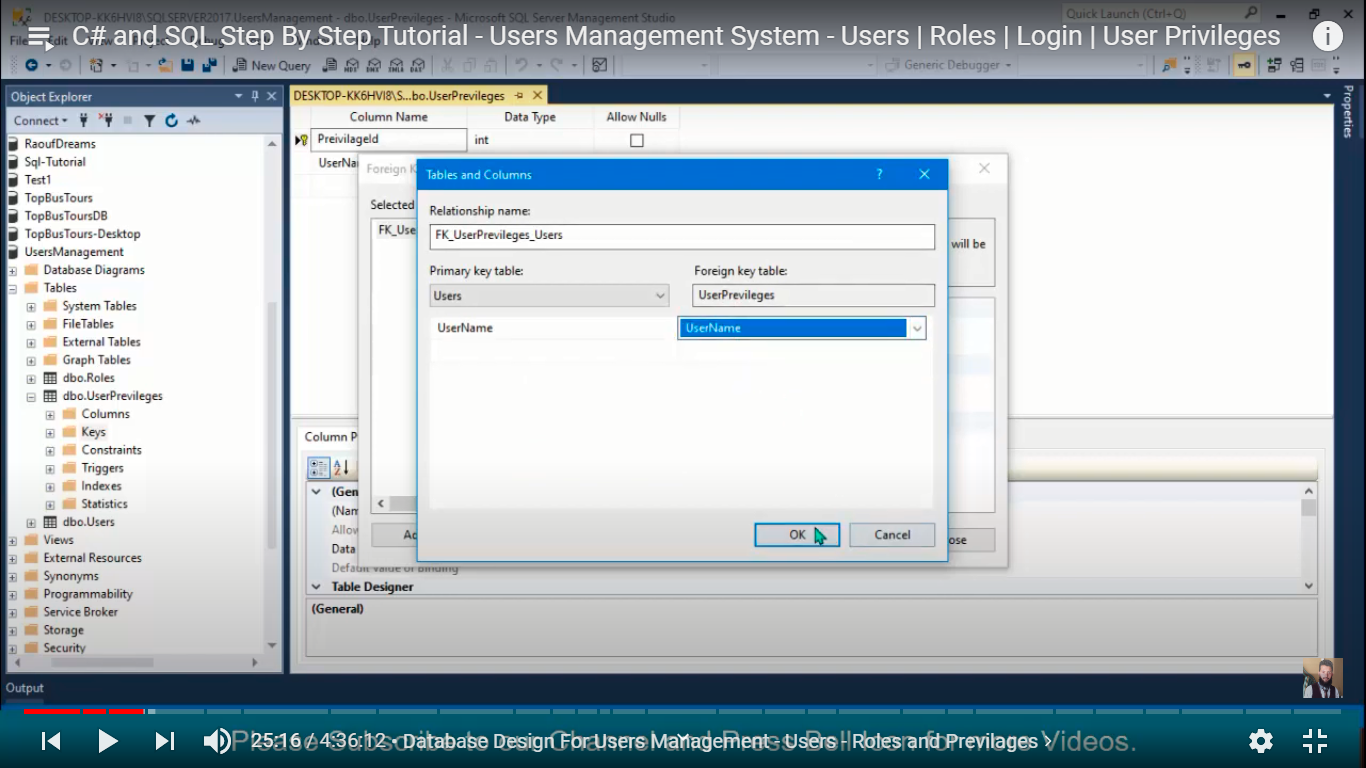 DESKTOP-KK6HVI8\SQLSERVER2017.UsersManagement - dbo.UserPrevileges - Microsoft SQL Server Management Studio
Quick Launch (Ctrl+Q)
C# and SQL Step By Step Tutorial - Users Management System - Users | Roles | Login | User Privileges
New Query
Generic Debugger
Object Explorer
DESKTOP-KK6HVI8\S...bo.UserPrevileges
Properties
Connect
Column Name
Data Type
Allow Nulls
Preivilageld
int
UserNa
RaoufDreams
Sql-Tutorial
Test1
TopBusTours
TopBusToursDB
TopBusTours-Desktop
UsersManagement
Database Diagrams
Tables
System Tables
FileTables
External Tables
Graph Tables
dbo.Roles
dbo.UserPrevileges
Columns
Keys
Constraints
Triggers
Indexes
Statistics
dbo.Users
Views
External Resources
Synonyms
Programmability
Service Broker
Storage
Security
Foreign K
Selected
FK_Use
will be
Tables and Columns
?
Relationship name:
FK_UserPrevileges_Users
Primary key table:
Foreign key table:
Users
UserPrevileges
UserName
UserName
OK
Cancel
Ad
ose
Column P
(Gen
(Nam
Allow
Data
Default Value or Binding
Table Designer
(General)
Output
Please Subscribe to our Channel and Press Bell Icon for more Videos.
25:16 / 4:36:12 • Database Design For Users Management - Users - Roles and Previlages